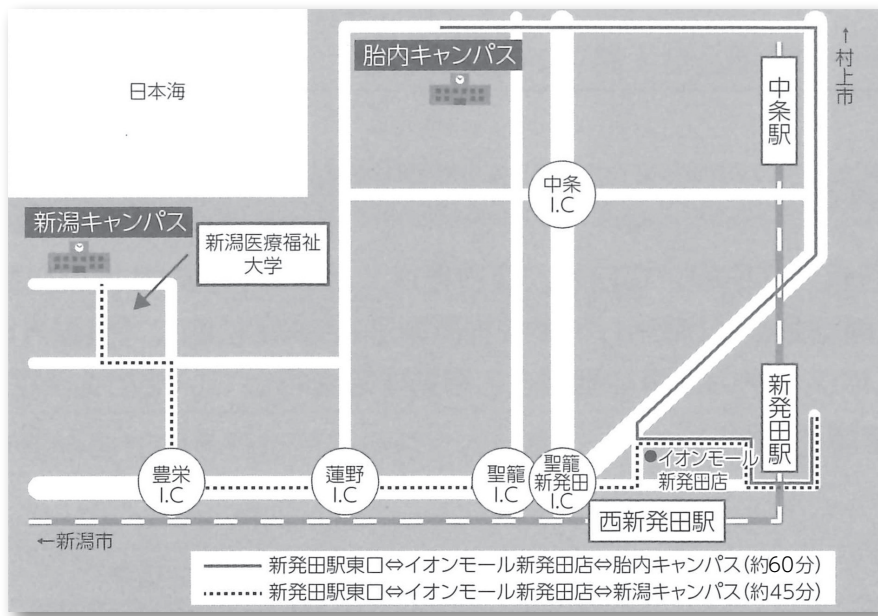 日本海
胎内キャンパス
↑村上市
中条駅
中条
I.C
新潟キャンパス
新潟医療福祉
大学
新発田駅
豊栄
I.C
蓮野
I.C
聖籠
I.C
聖籠
新発田
I.C
イオンモール
新発田店
西新発田駅
←新潟市
新発田駅東口⇔イオンモール新発田店⇔胎内キャンパス(約60分)
新発田駅東口⇔イオンモール新発田店⇔新潟キャンパス(約45分)